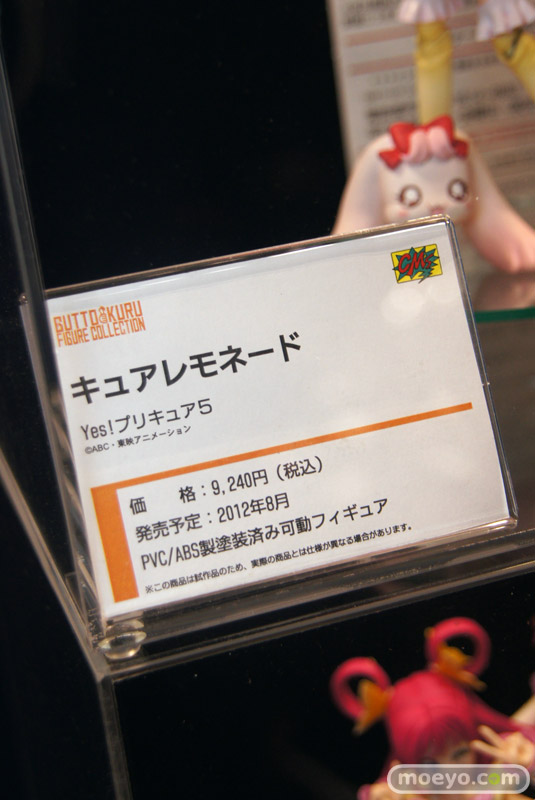 GUTTO&KURU
FIGURE COLLECTION
CM's
キュアレモネード
Yes!プリキュア5
©ABC・東映アニメーション
価　格：9,240円（税込）
発売予定：2012年8月
PVC/ABS製塗装済み可動フィギュア
※この商品は試作品のため、実際の商品とは仕様が異なる場合があります。
moeyo.com